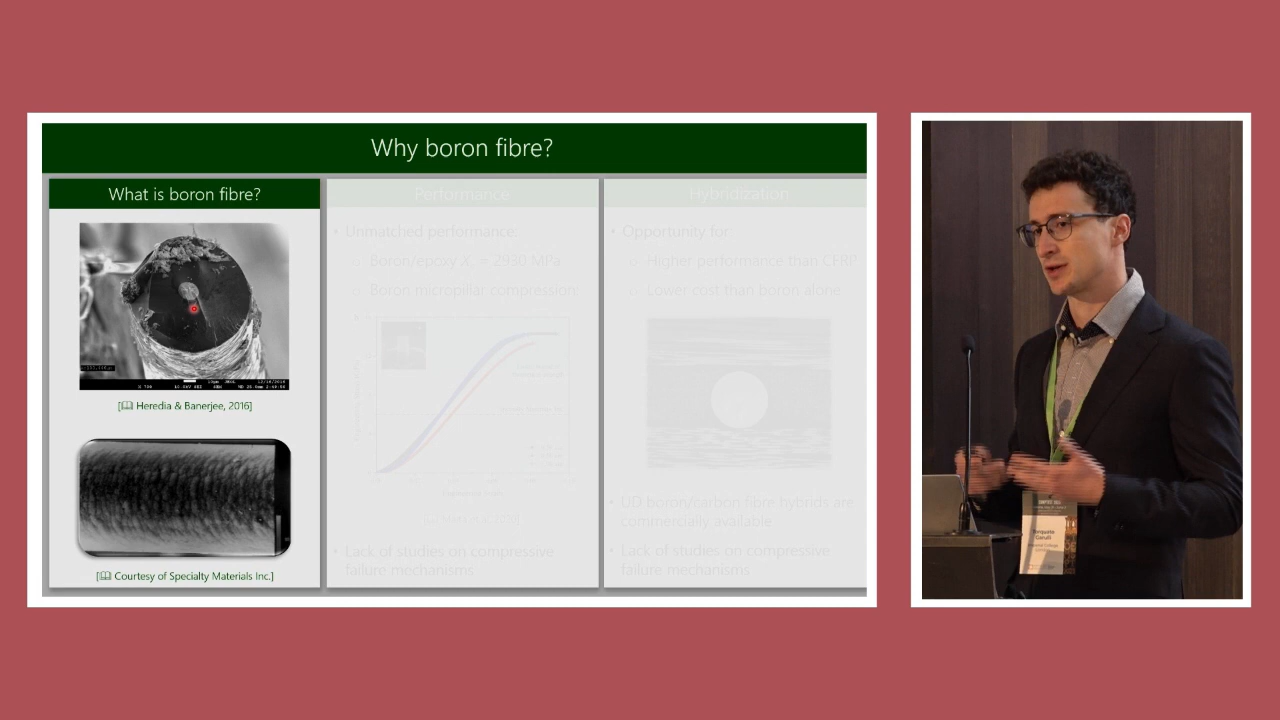 Why boron fibre?
What is boron fibre?
[Heredia & Banerjee, 2016]
[Courtesy of Specialty Materials Inc.]
Performance
• Unmatched performance:
Boron/epoxy = 2930 MPa
Boron micropillar compression:
• Lack of studies on compressive
failure mechanisms
Hybridization
• Opportunity for:
Higher performance than CFRP
Lower cost than boron alone
• UD boron/carbon fibre hybrids are
commercially available
• Lack of studies on compressive
failure mechanisms